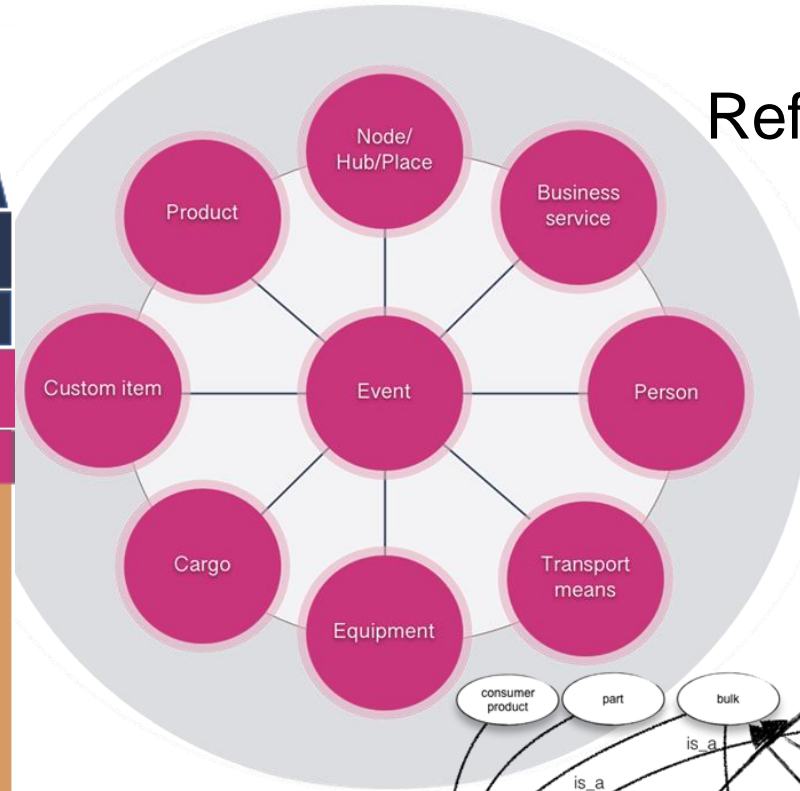 Ref
Node/
Hub/Place
Product
Business
service
Custom item
Event
Person
Cargo
Transport
means
Equipment
consumer
product
part
bulk
is_a
is_a